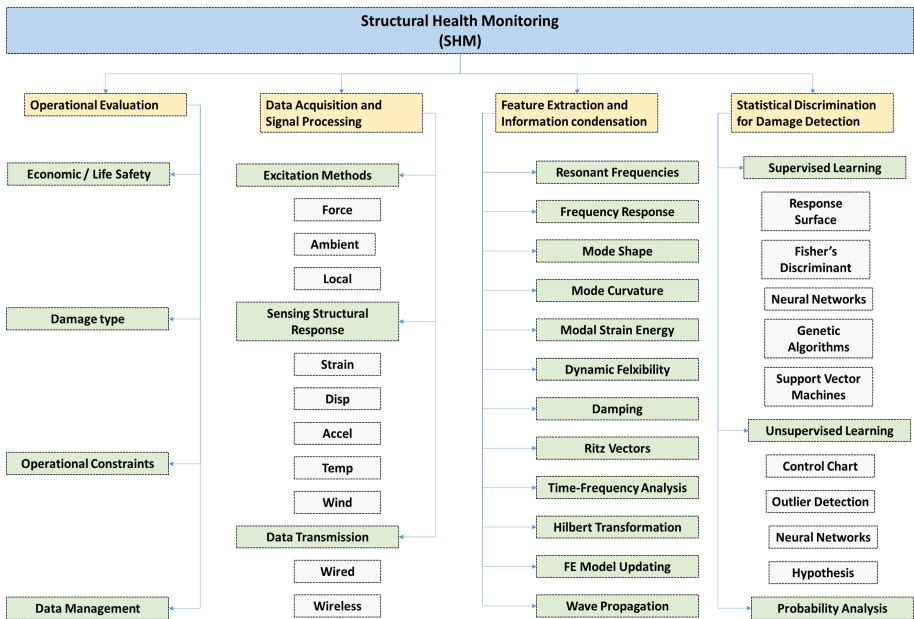 Structural Health Monitoring
(SHM)
Operational Evaluation
Economic / Life Safety
Damage type
Operational Constraints
Data Management
Data Acquisition and
Signal Processing
Excitation Methods
Force
Ambient
Local
Sensing Structural
Response
Strain
Disp
Accel
Temp
Wind
Data Transmission
Wired
Wireless
Feature Extraction and
Information condensation
Resonant Frequencies
Frequency Response
Mode Shape
Mode Curvature
Modal Strain Energy
Dynamic Felxibility
Damping
Ritz Vectors
Time-Frequency Analysis
Hilbert Transformation
FE Model Updating
Wave Propagation
Statistical Discrimination
for Damage Detection
Supervised Learning
Response
Surface
Fisher's
Discriminant
Neural Networks
Genetic
Algorithms
Support Vector
Machines
Unsupervised Learning
Control Chart
Outlier Detection
Neural Networks
Hypothesis
Probability Analysis